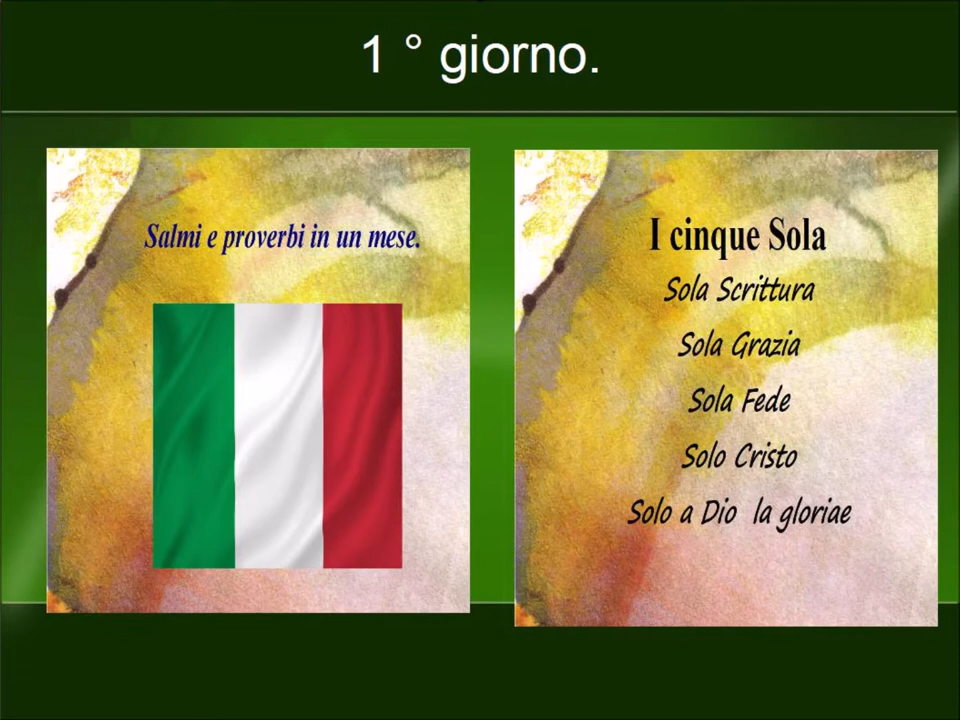 1 ° giorno.
Salmi e proverbi in un mese.
I cinque Sola
Sola Scrittura
Sola Grazia
Sola Fede
Solo Cristo
Solo a Dio la gloriae